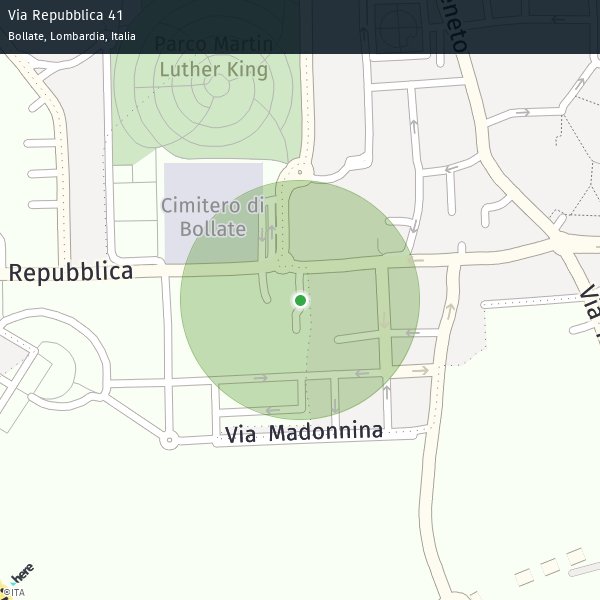 Via Repubblica 41
Bollate, Lombardia, Italia
Parco Martin
Luther King
Cimitero di
Bollate
Repubblica
Via Madonnina
Via
here
©ITA